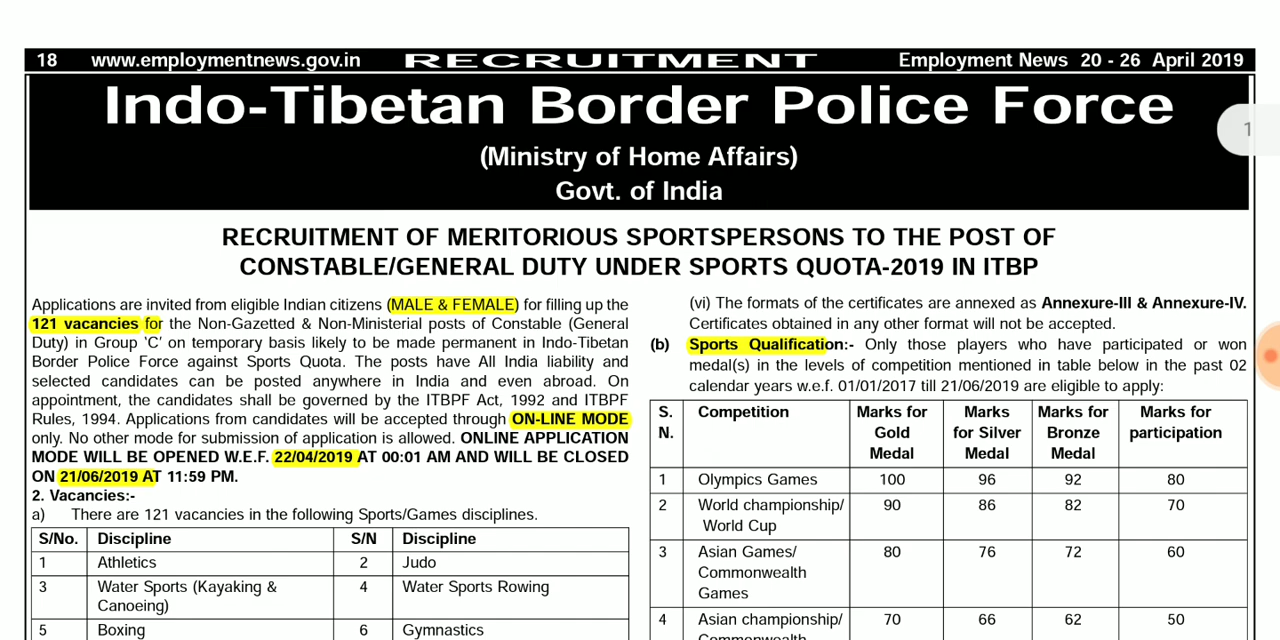 18 www.employmentnews.gov.in RECRUITMENT Employment News 20 - 26 April 2019
Indo-Tibetan Border Police Force
(Ministry of Home Affairs)
Govt. of India
1
RECRUITMENT OF MERITORIOUS SPORTSPERSONS TO THE POST OF
CONSTABLE/GENERAL DUTY UNDER SPORTS QUOTA-2019 IN ITBP
Applications are invited from eligible Indian citizens (MALE & FEMALE) for filling up the
121 vacancies for the Non-Gazetted & Non-Ministerial posts of Constable (General
Duty) in Group ‘C’ on temporary basis likely to be made permanent in Indo-Tibetan
Border Police Force against Sports Quota. The posts have All India liability and
selected candidates can be posted anywhere in India and even abroad. On
appointment, the candidates shall be governed by the ITBPF Act, 1992 and ITBPF
Rules, 1994. Applications from candidates will be accepted through ON-LINE MODE
only. No other mode for submission of application is allowed. ONLINE APPLICATION
MODE WILL BE OPENED W.E.F. 22/04/2019 AT 00:01 AM AND WILL BE CLOSED
ON 21/06/2019 AT 11:59 PM.
2. Vacancies:-
a) There are 121 vacancies in the following Sports/Games disciplines.
S/No. Discipline S/N Discipline
1 Athletics 2 Judo
3 Water Sports (Kayaking & 4 Water Sports Rowing
Canoeing)
5 Boxing 6 Gymnastics
(vi) The formats of the certificates are annexed as Annexure-III & Annexure-IV.
Certificates obtained in any other format will not be accepted.
(b) Sports Qualification:- Only those players who have participated or won
medal(s) in the levels of competition mentioned in table below in the past 02
calendar years w.e.f. 01/01/2017 till 21/06/2019 are eligible to apply:
S. Competition Marks for Marks Marks for Marks for
N. Gold for Silver Bronze participation
Medal Medal Medal
1 Olympics Games 100 96 92 80
2 World championship/ 90 86 82 70
World Cup
3 Asian Games/ 80 76 72 60
Commonwealth
Games
4 Asian championship/ 70 66 62 50
Commonwealth